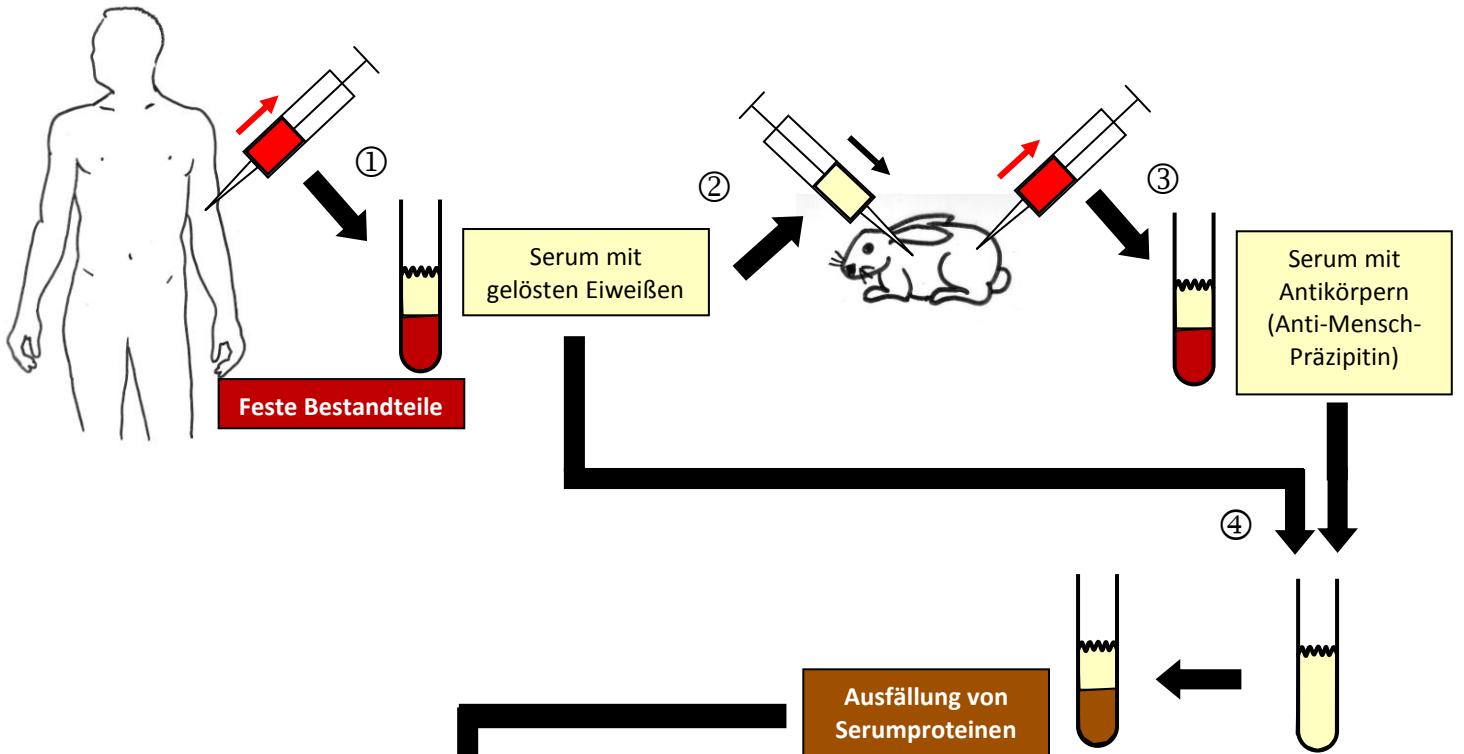 ①
Serum mit
gelösten Eiweißen
Feste Bestandteile
②
③
Serum mit
Antikörpern
(Anti-Mensch-
Präzipitin)
④
Ausfällung von
Serumproteinen